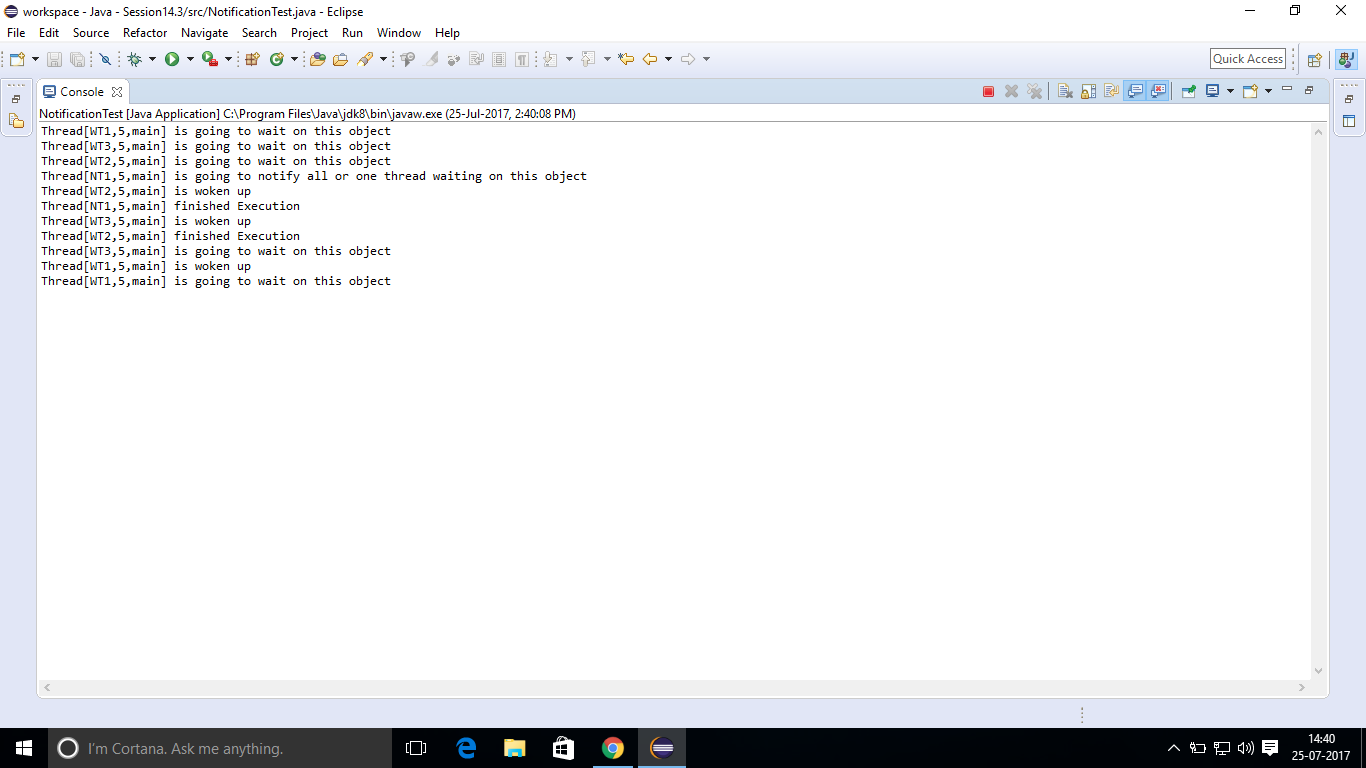 workspace - Java - Session14.3/src/NotificationTest.java - Eclipse
File Edit Source Refactor Navigate Search Project Run Window Help
Quick Access
Console
NotificationTest [Java Application] C:\Program Files\Java\jdk8\bin\javaw.exe (25-Jul-2017, 2:40:08 PM)
Thread[WT1,5,main] is going to wait on this object
Thread[WT3,5,main] is going to wait on this object
Thread[WT2,5,main] is going to wait on this object
Thread[NT1,5,main] is going to notify all or one thread waiting on this object
Thread[WT2,5,main] is woken up
Thread[NT1,5,main] finished Execution
Thread[WT3,5,main] is woken up
Thread[WT2,5,main] finished Execution
Thread[WT3,5,main] is going to wait on this object
Thread[WT1,5,main] is woken up
Thread[WT1,5,main] is going to wait on this object
I'm Cortana. Ask me anything.
14:40
25-07-2017